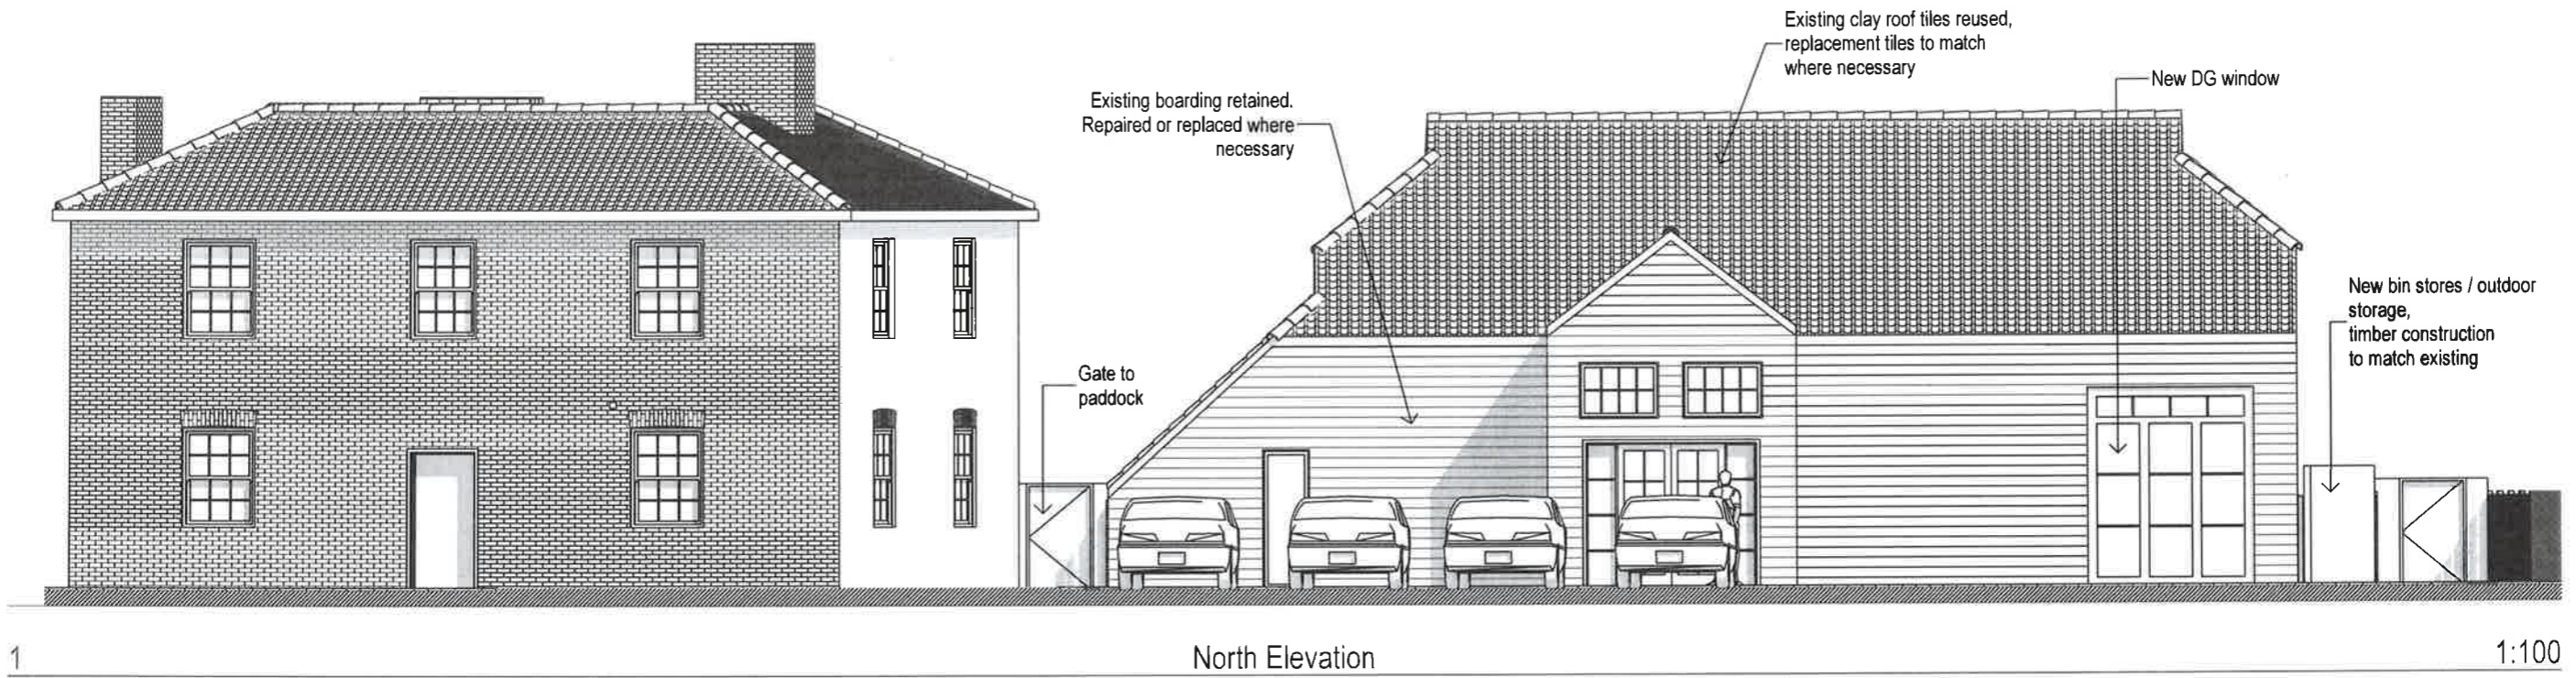 Existing clay roof tiles reused,
replacement tiles to match
where necessary
New DG window
Existing boarding retained.
Repaired or replaced where
necessary
New bin stores / outdoor
storage,
timber construction
to match existing
Gate to
paddock
1
North Elevation
1:100